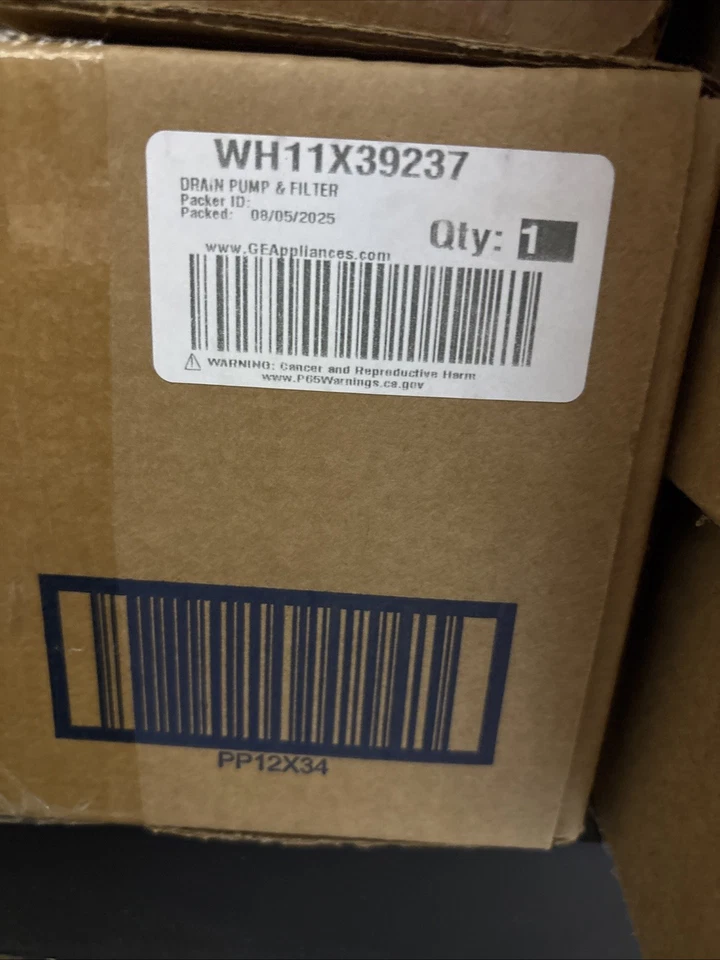 WH11X39237
DRAIN PUMP & FILTER
Packer ID:
Packed: 08/05/2025
Qty: 1
www.GEAppliances.com
⚠ WARNING: Cancer and Reproductive Harm
www.P65Warnings.ca.gov
PP12X34